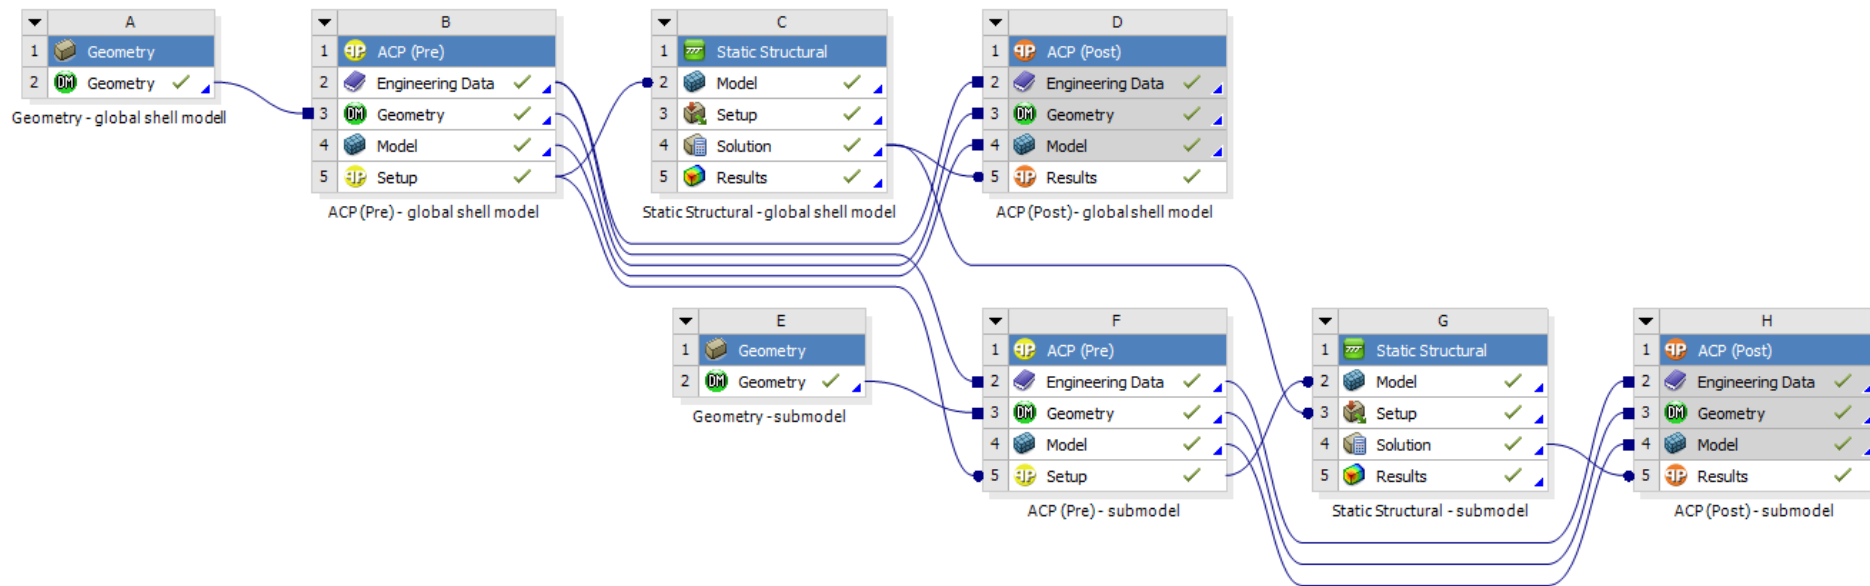 A
1 Geometry
2 Geometry
Geometry - global shell modell
B
1 ACP (Pre)
2 Engineering Data
3 Geometry
4 Model
5 Setup
ACP (Pre) - global shell model
C
1 Static Structural
2 Model
3 Setup
4 Solution
5 Results
Static Structural - global shell model
D
1 ACP (Post)
2 Engineering Data
3 Geometry
4 Model
5 Results
ACP (Post) - global shell model
E
1 Geometry
2 Geometry
Geometry - submodel
F
1 ACP (Pre)
2 Engineering Data
3 Geometry
4 Model
5 Setup
ACP (Pre) - submodel
G
1 Static Structural
2 Model
3 Setup
4 Solution
5 Results
Static Structural - submodel
H
1 ACP (Post)
2 Engineering Data
3 Geometry
4 Model
5 Results
ACP (Post) - submodel